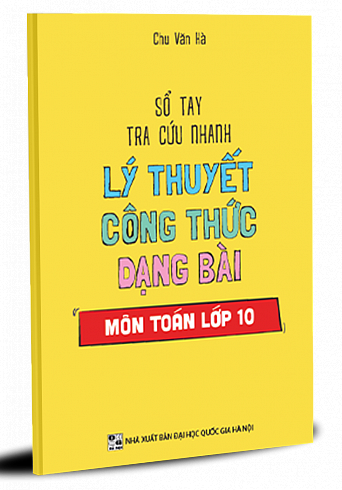 Chu Văn Hà
SỔ TAY
TRA CỨU NHANH
LÝ THUYẾT
CÔNG THỨC
DẠNG BÀI
MÔN TOÁN LỚP 10
NHÀ XUẤT BẢN ĐẠI HỌC QUỐC GIA HÀ NỘI